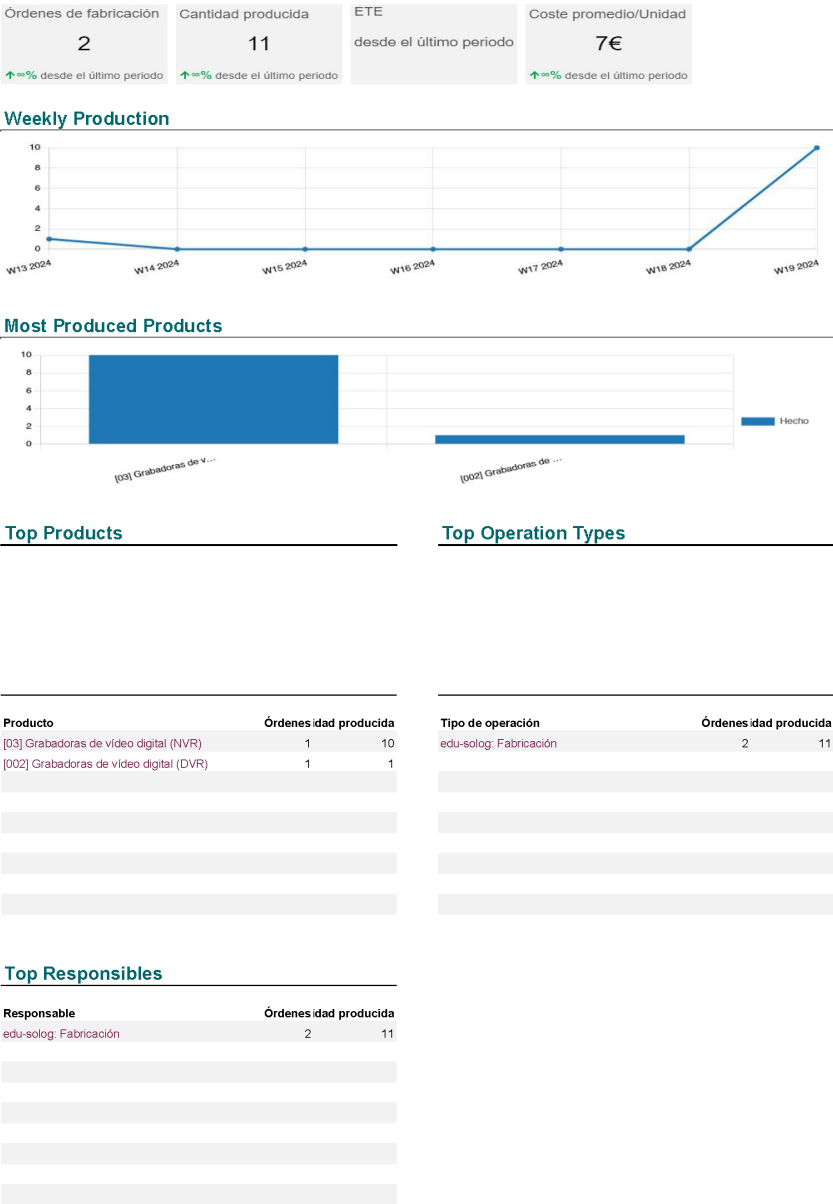 Órdenes de fabricación
2
↑∞% desde el último periodo
Cantidad producida
11
↑∞% desde el último periodo
ETE
desde el último periodo
Coste promedio/Unidad
7€
↑∞% desde el último periodo
Weekly Production
10
8
6
4
2
0
W13 2024 W14 2024 W15 2024 W16 2024 W17 2024 W18 2024 W19 2024
Most Produced Products
10
8
6
4
2
0
Hecho
[03] Grabadoras de v... [002] Grabadoras de ...
Top Products
Producto Órdenes idad producida
[03] Grabadoras de vídeo digital (NVR) 1 10
[002] Grabadoras de vídeo digital (DVR) 1 1
Top Operation Types
Tipo de operación Órdenes idad producida
edu-solog: Fabricación 2 11
Top Responsibles
Responsable Órdenes idad producida
edu-solog: Fabricación 2 11